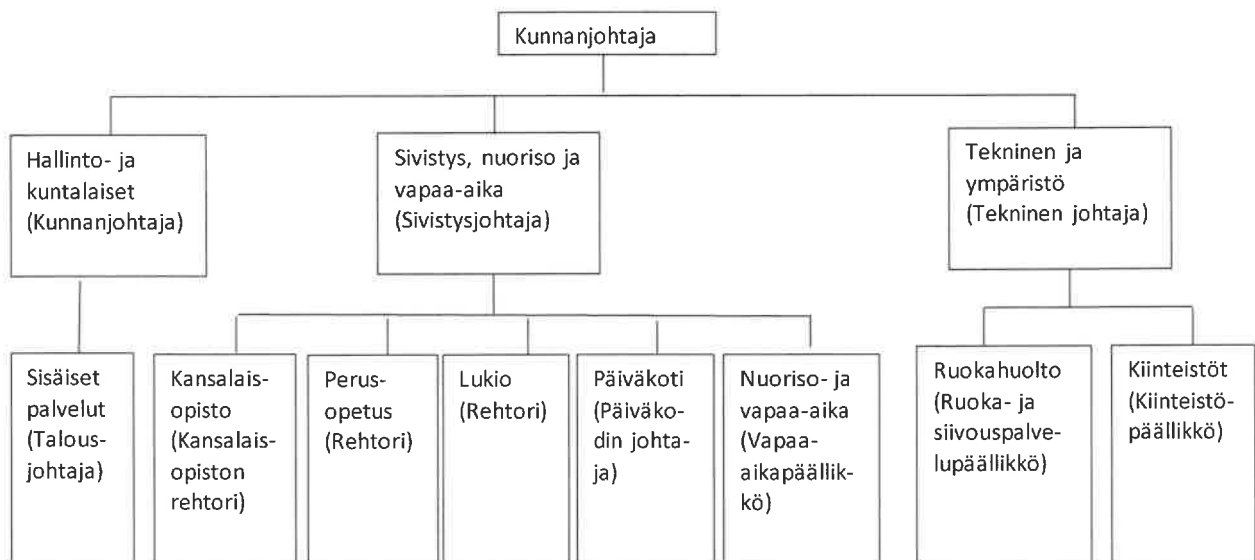 Kunnanjohtaja
Hallinto- ja
kuntalaiset
(Kunnanjohtaja)
Sivistys, nuoriso ja
vapaa-aika
(Sivistysjohtaja)
Tekninen ja
ympäristö
(Tekninen johtaja)
Sisäiset
palvelut
(Talous-
johtaja)
Kansalais-
opisto
(Kansalais-
opiston
rehtori)
Perus-
opetus
(Rehtori)
Lukio
(Rehtori)
Päiväkoti
(Päiväko-
din johta-
ja)
Nuoriso- ja
vapaa-aika
(Vapaa-
aikapäällik-
kö)
Ruokahuolto
(Ruoka- ja
siivouspalve-
lupäällikkö)
Kiinteistöt
(Kiinteistö-
päällikkö)